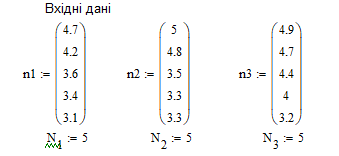 Вхідні дані
n1 := (4.7 4.2 3.6 3.4 3.1) n2 := (5 4.8 3.5 3.3 3.3) n3 := (4.9 4.7 4.4 4 3.2)
N₁ := 5 N₂ := 5 N₃ := 5